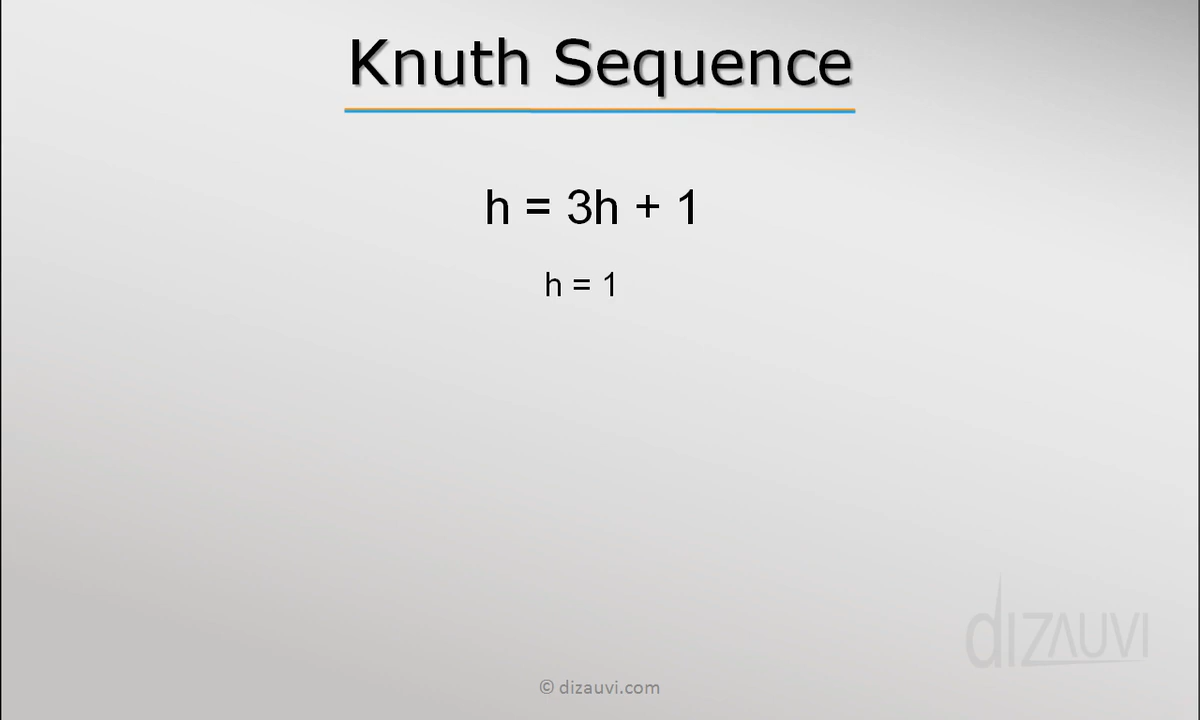 Knuth Sequence
h = 3h + 1
h = 1
dizauvi
© dizauvi.com